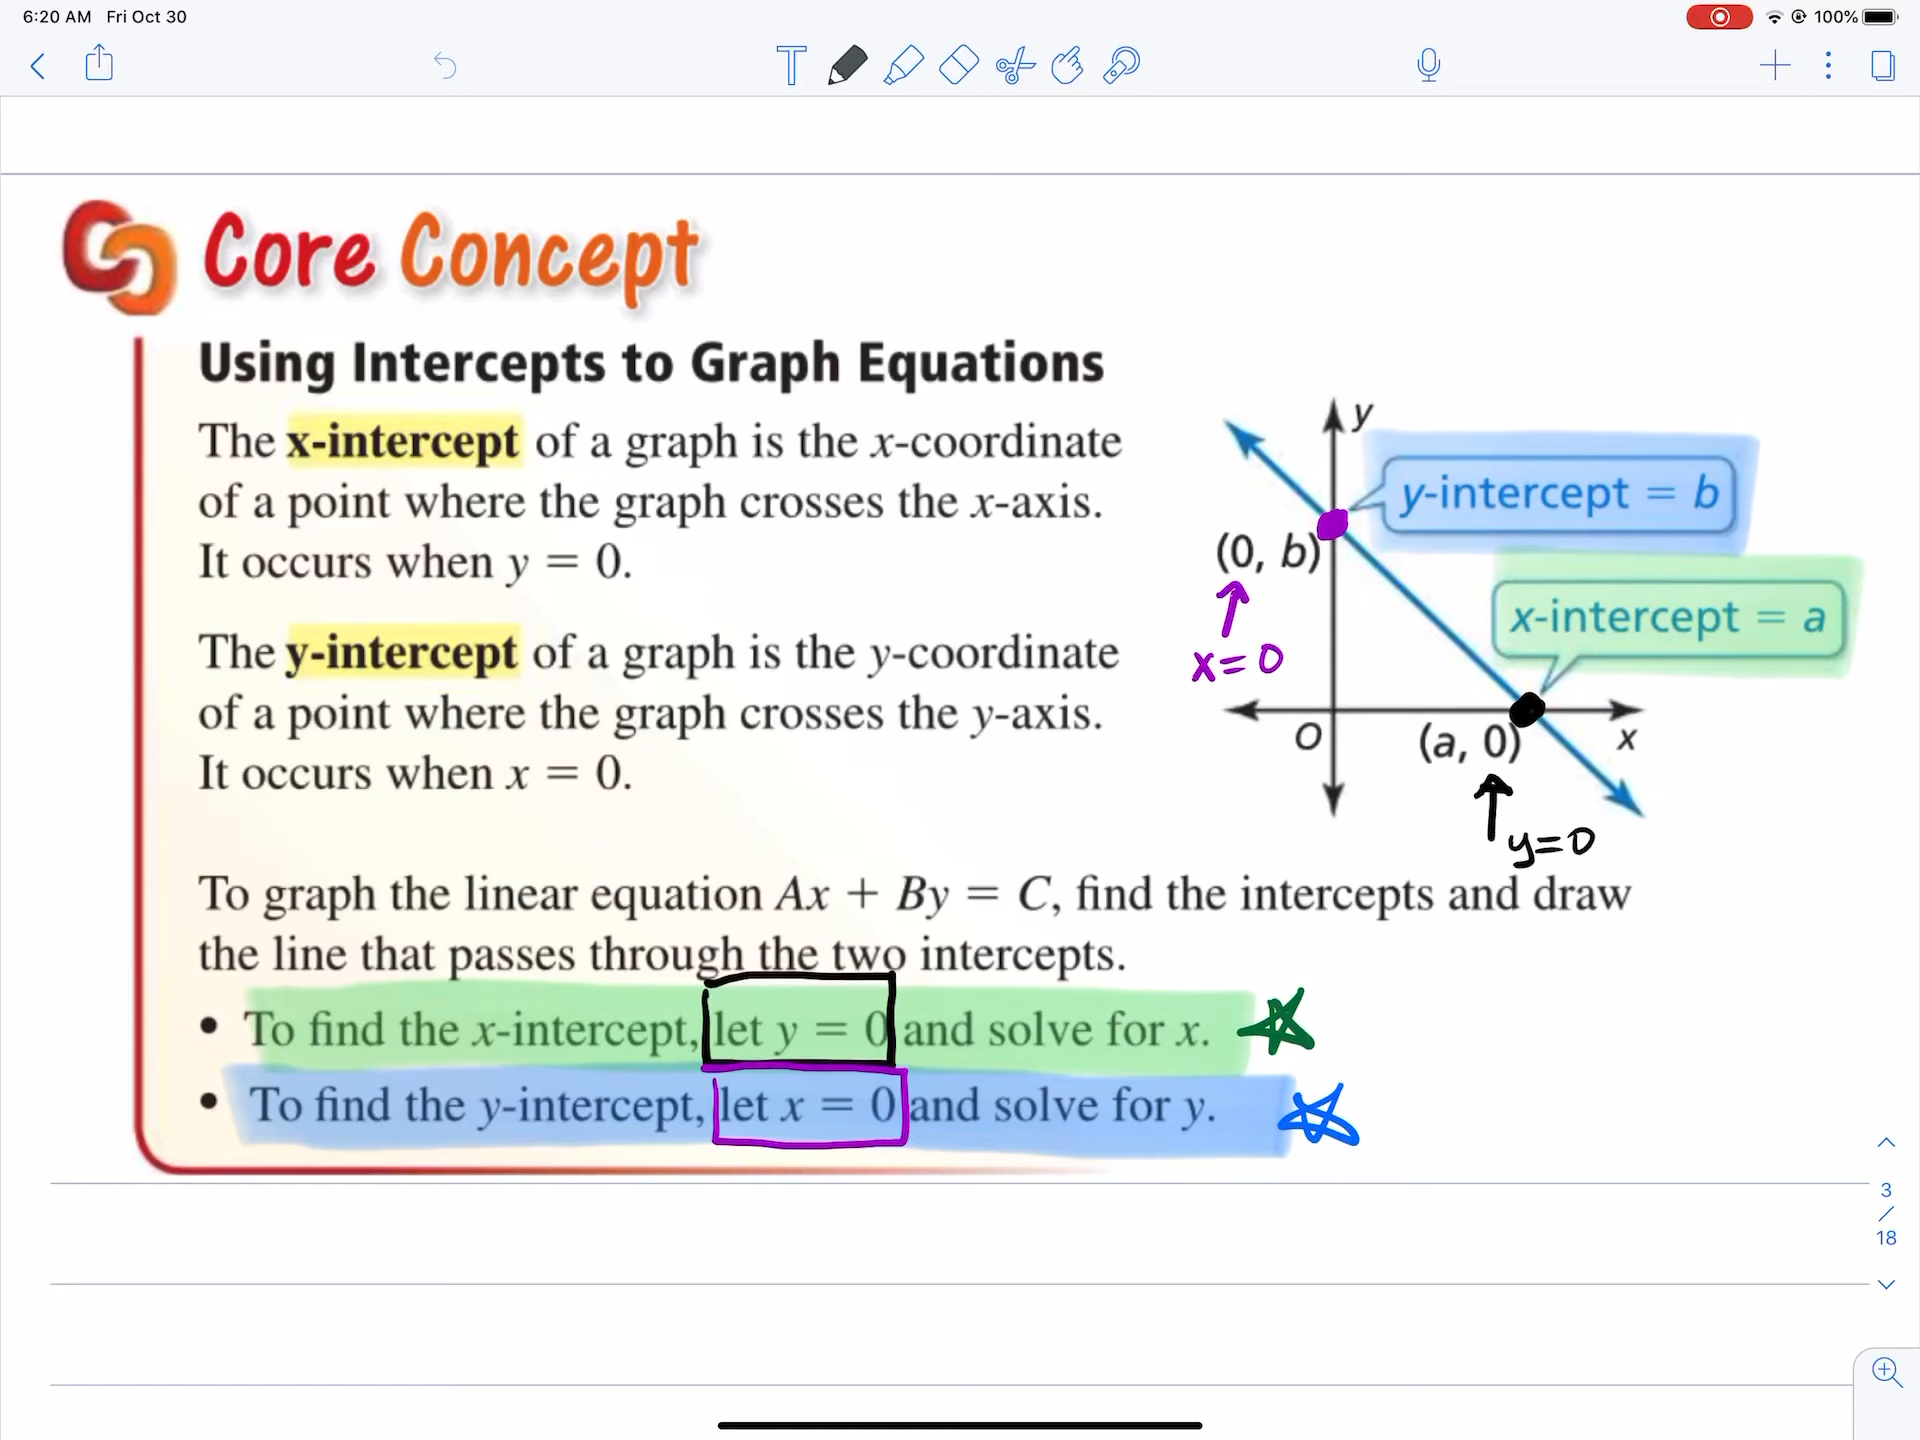 6:20 AM Fri Oct 30
100%
T
Core Concept
Using Intercepts to Graph Equations
The x-intercept of a graph is the x-coordinate
of a point where the graph crosses the x-axis.
It occurs when y = 0.
The y-intercept of a graph is the y-coordinate
of a point where the graph crosses the y-axis.
It occurs when x = 0.
y
y-intercept = b
(0, b)
x-intercept = a
x=0
O
(a, 0)
x
y=0
To graph the linear equation Ax + By = C, find the intercepts and draw
the line that passes through the two intercepts.
• To find the x-intercept, let y = 0 and solve for x.
• To find the y-intercept, let x = 0 and solve for y.
3
/
18